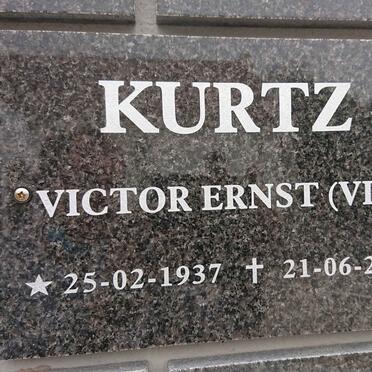 KURTZ
VICTOR ERNST (VI
★ 25-02-1937 ✝ 21-06-2